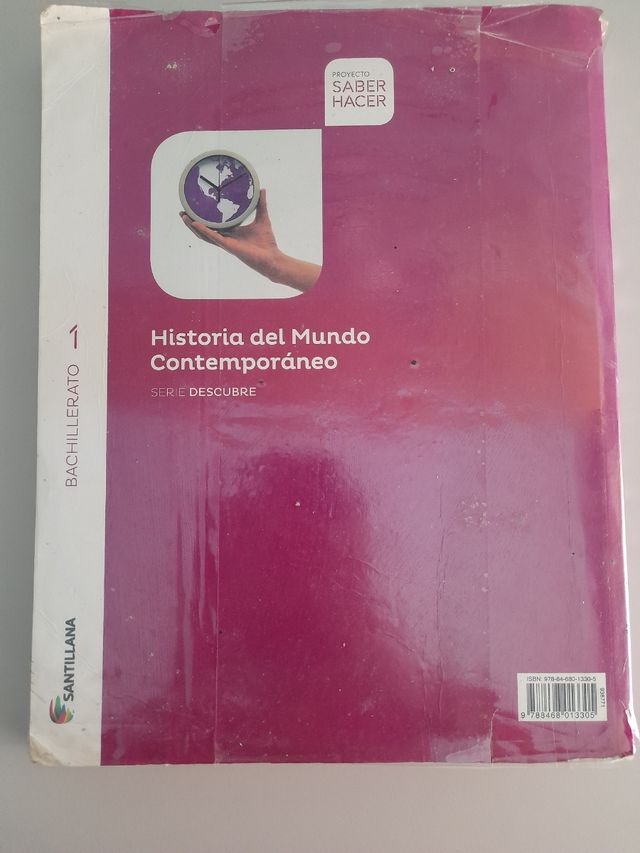 PROYECTO
SABER
HACER
Historia del Mundo
Contemporáneo
SERIE DESCUBRE
BACHILLERATO 1
SANTILLANA
ISBN: 978-84-680-1330-5
9 788468 013305
938771